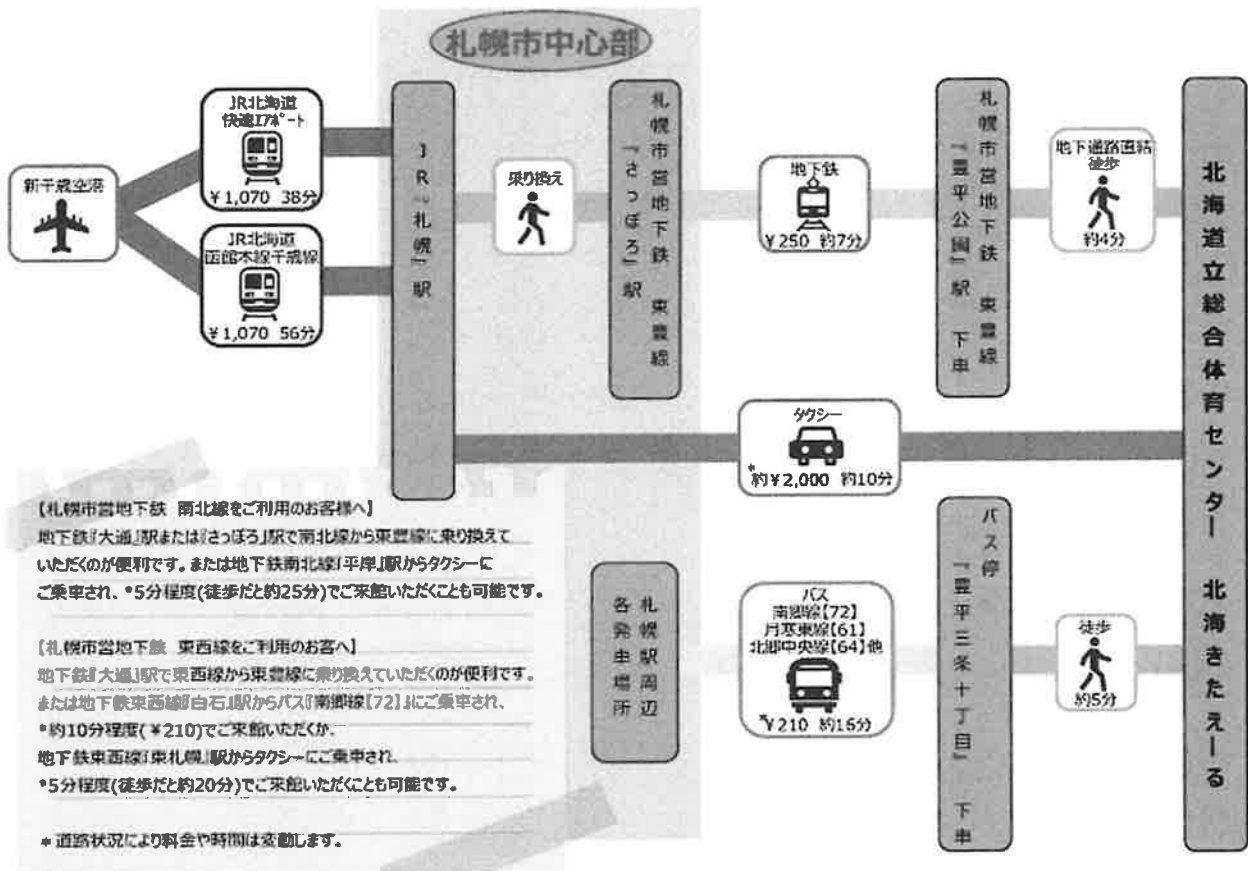 札幌市中心部
新千歳空港
JR北海道
快速エアポート
¥1,070 38分
JR北海道
函館本線千歳線
¥1,070 56分
JR『札幌』駅
乗り換え
札幌市営地下鉄 東豊線
『さっぽろ』駅
地下鉄
¥250 約7分
札幌市営地下鉄 東豊線
『豊平公園』駅 下車
地下通路直結
徒歩
約4分
タクシー
*約¥2,000 約10分
札幌駅周辺
各発車場所
バス
南郷線【72】
月寒東線【61】
北郷中央線【64】他
*¥210 約16分
バス停
『豊平三条十丁目』 下車
徒歩
約5分
北海道立総合体育センター 北海きたえーる
【札幌市営地下鉄 南北線をご利用のお客様へ】
地下鉄『大通』駅または『さっぽろ』駅で南北線から東豊線に乗り換えて
いただくのが便利です。または地下鉄南北線『平岸』駅からタクシーに
ご乗車され、*5分程度(徒歩だと約25分)でご来館いただくことも可能です。
【札幌市営地下鉄 東西線をご利用のお客へ】
地下鉄『大通』駅で東西線から東豊線に乗り換えていただくのが便利です。
または地下鉄東西線『白石』駅からバス『南郷線【72】』にご乗車され、
*約10分程度(¥210)でご来館いただくか、
地下鉄東西線『東札幌』駅からタクシーにご乗車され、
*5分程度(徒歩だと約20分)でご来館いただくことも可能です。
* 道路状況により料金や時間は変動します。